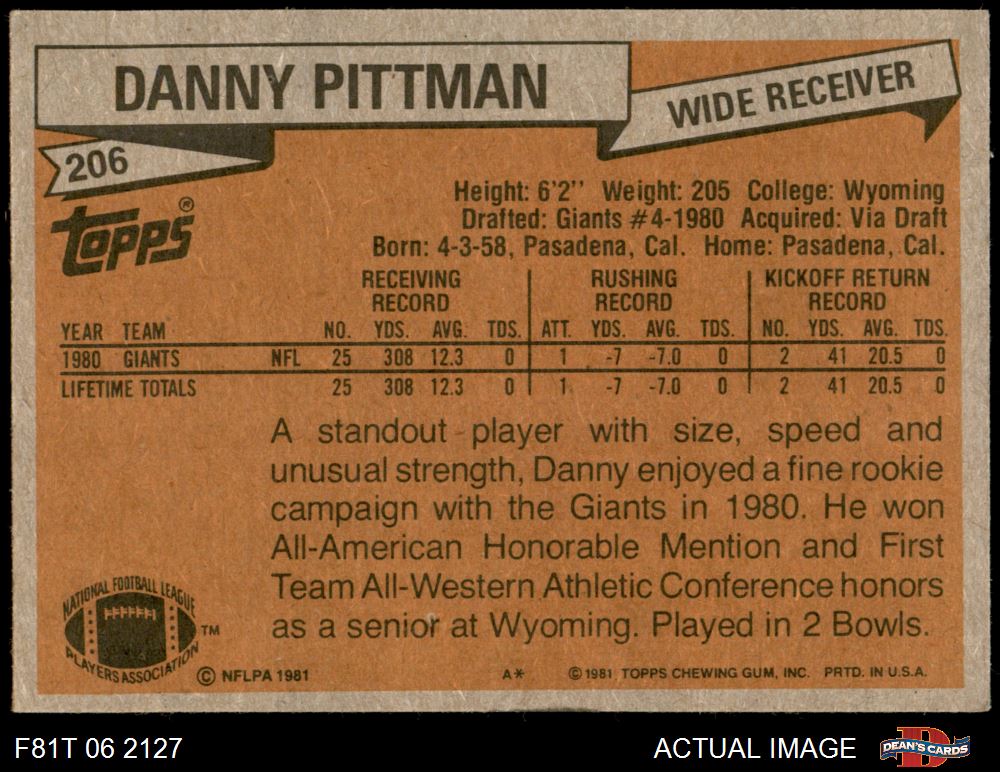 DANNY PITTMAN
WIDE RECEIVER
206
Topps®
Height: 6'2" Weight: 205 College: Wyoming
Drafted: Giants #4-1980 Acquired: Via Draft
Born: 4-3-58, Pasadena, Cal. Home: Pasadena, Cal.
RECEIVING RECORD RUSHING RECORD KICKOFF RETURN RECORD
YEAR TEAM NO. YDS. AVG. TDS. ATT. YDS. AVG. TDS. NO. YDS. AVG. TDS.
1980 GIANTS NFL 25 308 12.3 0 1 -7 -7.0 0 2 41 20.5 0
LIFETIME TOTALS 25 308 12.3 0 1 -7 -7.0 0 2 41 20.5 0
A standout player with size, speed and
unusual strength, Danny enjoyed a fine rookie
campaign with the Giants in 1980. He won
All-American Honorable Mention and First
Team All-Western Athletic Conference honors
as a senior at Wyoming. Played in 2 Bowls.
NATIONAL FOOTBALL LEAGUE
PLAYERS ASSOCIATION
TM
© NFLPA 1981 A* © 1981 TOPPS CHEWING GUM, INC. PRTD. IN U.S.A.
F81T 06 2127 ACTUAL IMAGE DEAN'S CARDS